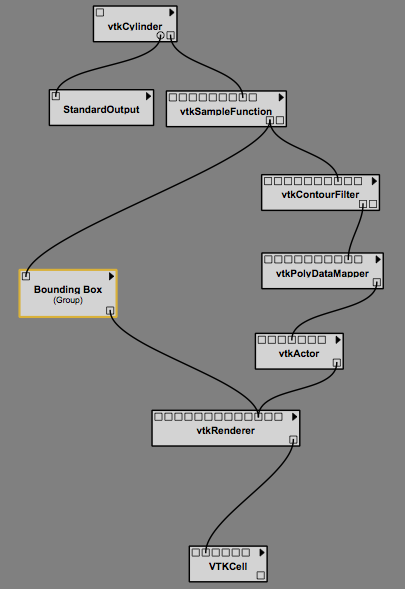 vtkCylinder
StandardOutput
vtkSampleFunction
vtkContourFilter
vtkPolyDataMapper
Bounding Box
(Group)
vtkActor
vtkRenderer
VTKCell